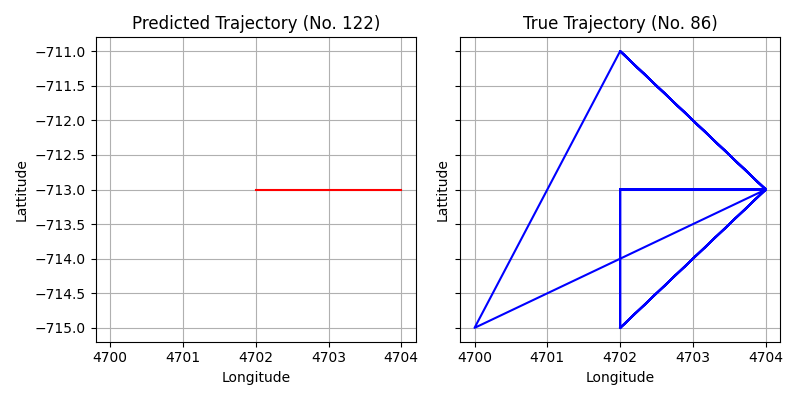 Predicted Trajectory (No. 122)
Lattitude
−711.0
−711.5
−712.0
−712.5
−713.0
−713.5
−714.0
−714.5
−715.0
4700 4701 4702 4703 4704
Longitude
True Trajectory (No. 86)
Lattitude
4700 4701 4702 4703 4704
Longitude